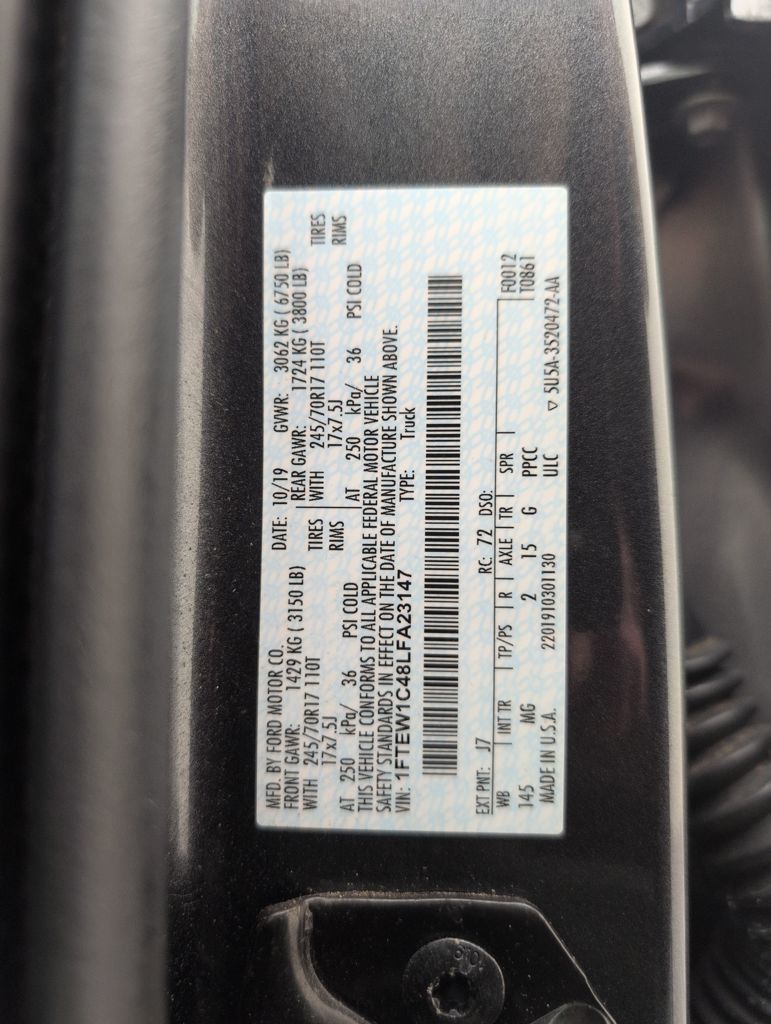 MFD. BY FORD MOTOR CO. DATE: 10/19 GVWR: 3062 KG ( 6750 LB)
FRONT GAWR: 1429 KG ( 3150 LB) REAR GAWR: 1724 KG ( 3800 LB)
WITH 245/70R17 110T TIRES WITH 245/70R17 110T TIRES
17x7.5J RIMS 17x7.5J RIMS
AT 250 kPa/ 36 PSI COLD AT 250 kPa/ 36 PSI COLD
THIS VEHICLE CONFORMS TO ALL APPLICABLE FEDERAL MOTOR VEHICLE
SAFETY STANDARDS IN EFFECT ON THE DATE OF MANUFACTURE SHOWN ABOVE.
VIN: 1FTEW1C48LFA23147 TYPE: Truck
EXT PNT: J7 RC: 72 DSO: F0012
WB INT TR TP/PS R AXLE TR SPR T0861
145 MG 2 15 G PPCC
MADE IN U.S.A. 2201910301130 ULC ▽ 5U5A-3520472-AA
10.9